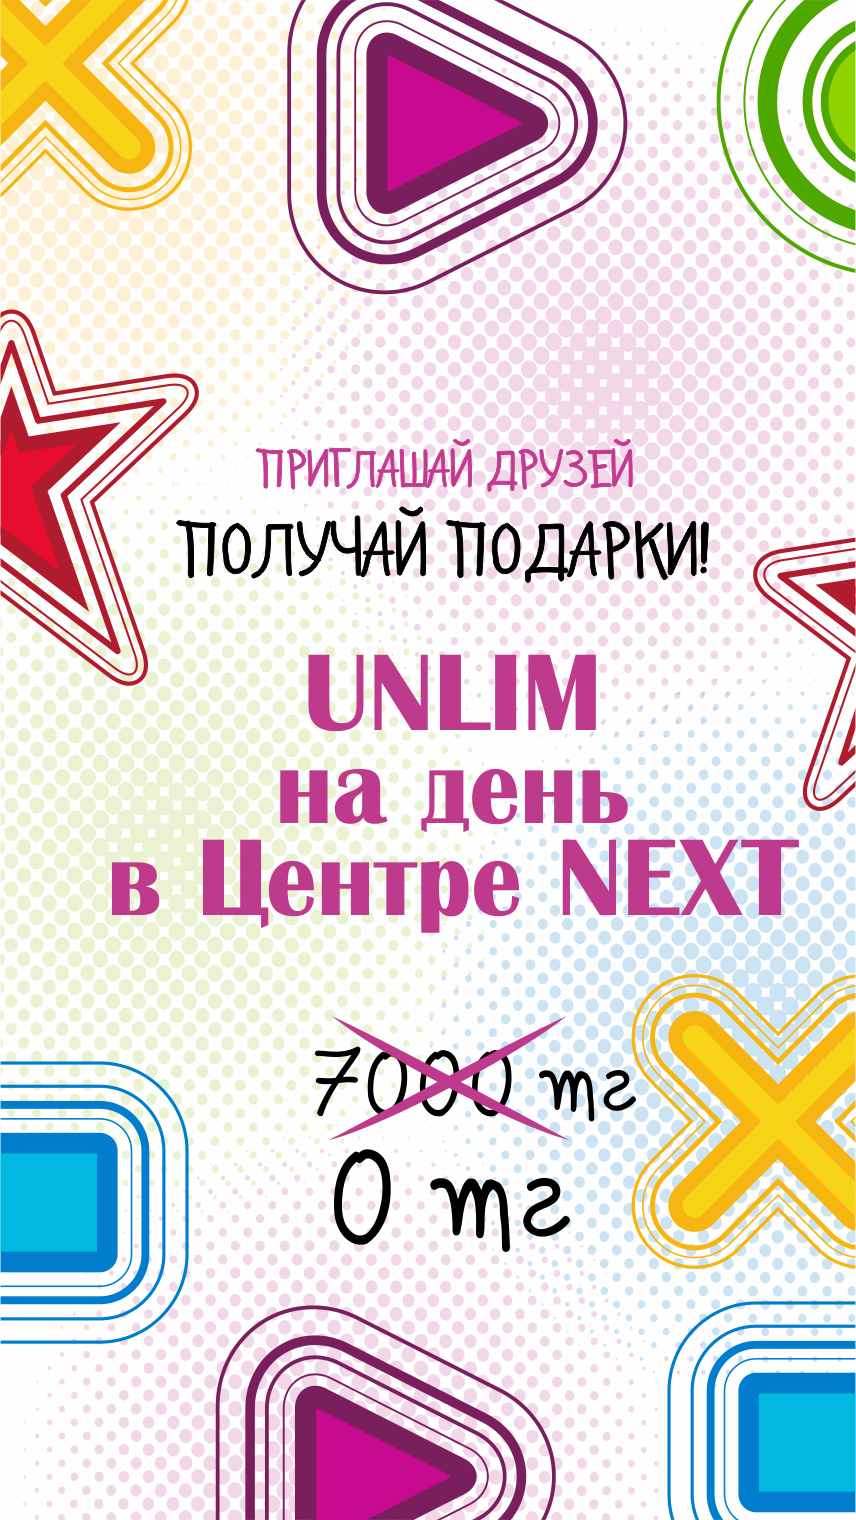 ПРИГЛАШАЙ ДРУЗЕЙ
ПОЛУЧАЙ ПОДАРКИ!
UNLIM
на день
в Центре NEXT
7000 тг
0 тг